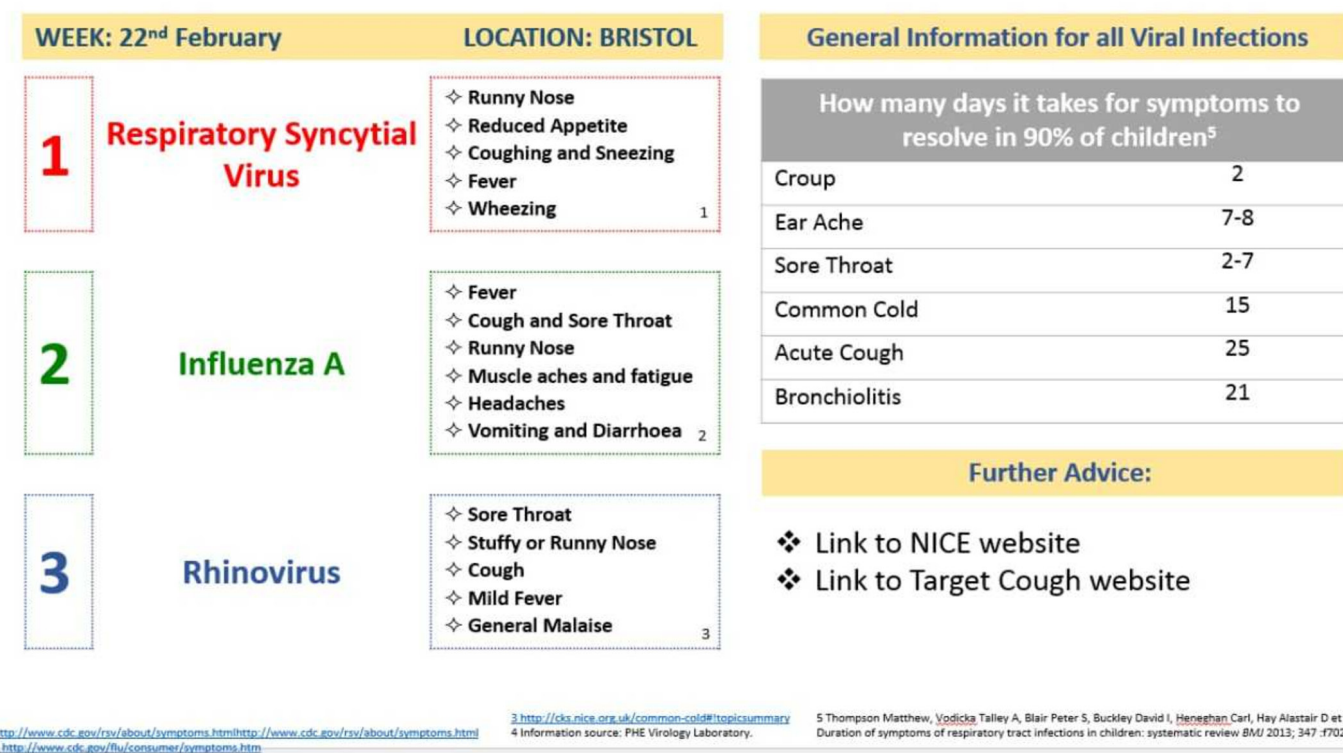 WEEK: 22nd February
LOCATION: BRISTOL
1
Respiratory Syncytial
Virus
✧ Runny Nose
✧ Reduced Appetite
✧ Coughing and Sneezing
✧ Fever
✧ Wheezing
1
2
Influenza A
✧ Fever
✧ Cough and Sore Throat
✧ Runny Nose
✧ Muscle aches and fatigue
✧ Headaches
✧ Vomiting and Diarrhoea
2
3
Rhinovirus
✧ Sore Throat
✧ Stuffy or Runny Nose
✧ Cough
✧ Mild Fever
✧ General Malaise
3
General Information for all Viral Infections
How many days it takes for symptoms to
resolve in 90% of children5
Croup 2
Ear Ache 7-8
Sore Throat 2-7
Common Cold 15
Acute Cough 25
Bronchiolitis 21
Further Advice:
❖ Link to NICE website
❖ Link to Target Cough website
ttp://www.cdc.gov/rsv/about/symptoms.htmlhttp://www.cdc.gov/rsv/about/symptoms.html
http://www.cdc.gov/flu/consumer/symptoms.htm
3 http://cks.nice.org.uk/common-cold#!topicsummary
4 Information source: PHE Virology Laboratory.
5 Thompson Matthew, Vodicka Talley A, Blair Peter S, Buckley David I, Heneghan Carl, Hay Alastair D et
Duration of symptoms of respiratory tract infections in children: systematic review BMJ 2013; 347